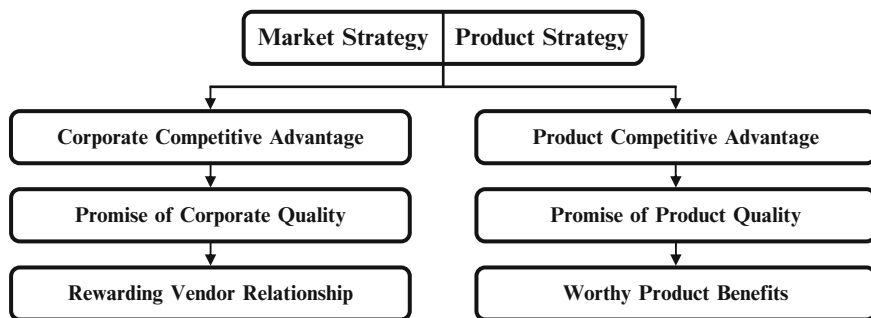 Market Strategy Product Strategy
Corporate Competitive Advantage
Product Competitive Advantage
Promise of Corporate Quality
Promise of Product Quality
Rewarding Vendor Relationship
Worthy Product Benefits